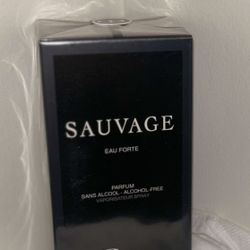 SAUVAGE
EAU FORTE
PARFUM
SANS ALCOOL - ALCOHOL-FREE
VAPORISATEUR SPRAY